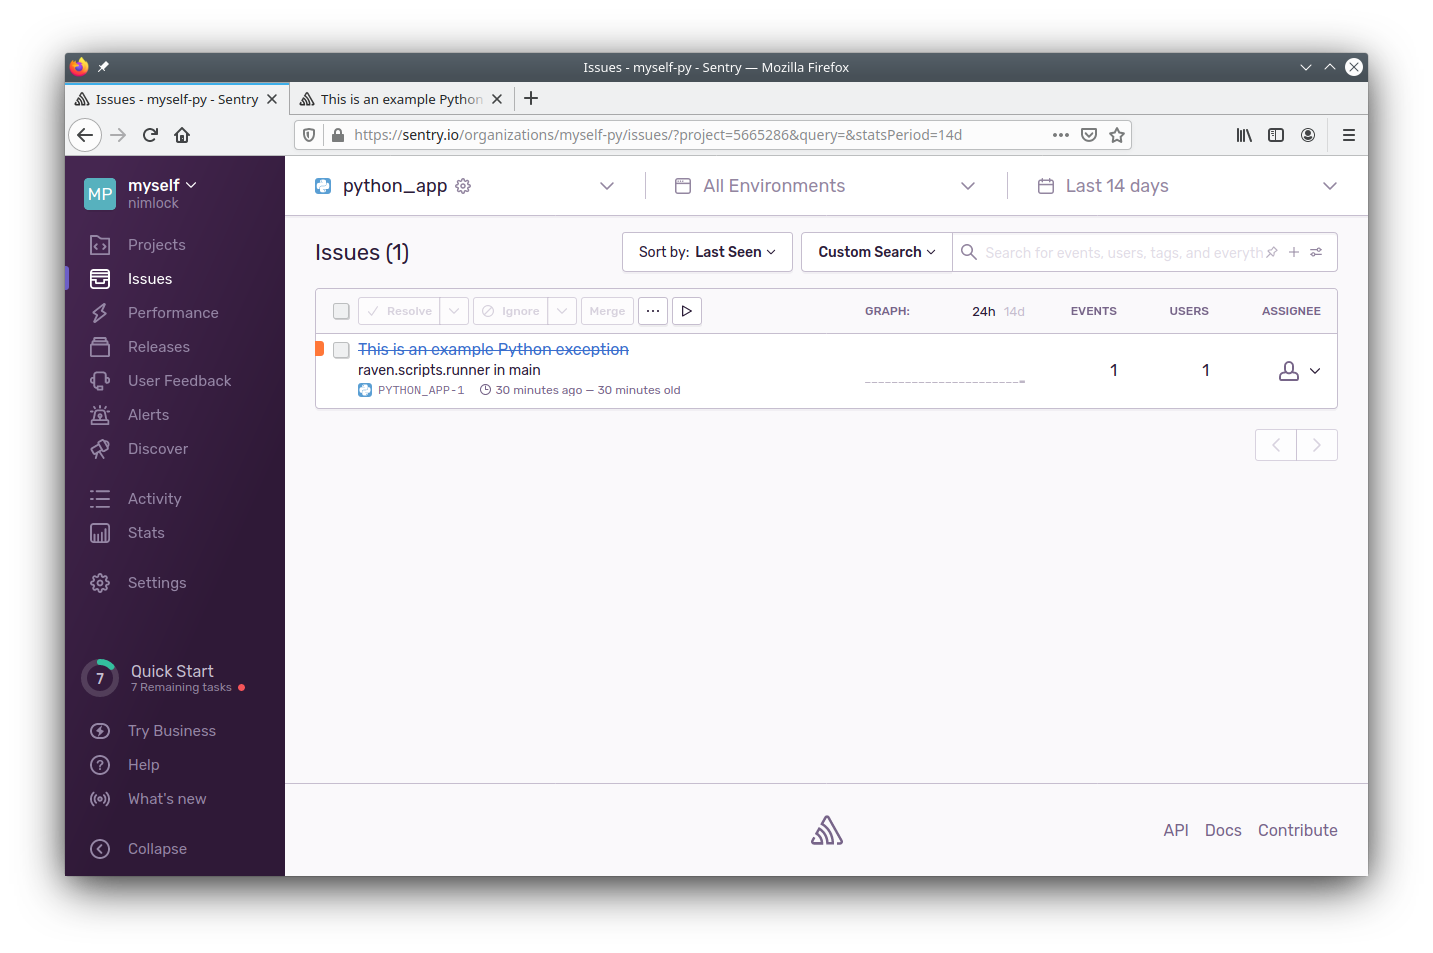 Issues - myself-py - Sentry — Mozilla Firefox
Issues - myself-py - Sentry
This is an example Python
https://sentry.io/organizations/myself-py/issues/?project=5665286&query=&statsPeriod=14d
MP
myself
nimlock
Projects
Issues
Performance
Releases
User Feedback
Alerts
Discover
Activity
Stats
Settings
7
Quick Start
7 Remaining tasks
Try Business
Help
What's new
Collapse
python_app
All Environments
Last 14 days
Issues (1)
Sort by: Last Seen
Custom Search
Search for events, users, tags, and everyth
Resolve
Ignore
Merge
GRAPH: 24h 14d
EVENTS
USERS
ASSIGNEE
This is an example Python exception
raven.scripts.runner in main
1
1
PYTHON_APP-1
30 minutes ago — 30 minutes old
API
Docs
Contribute